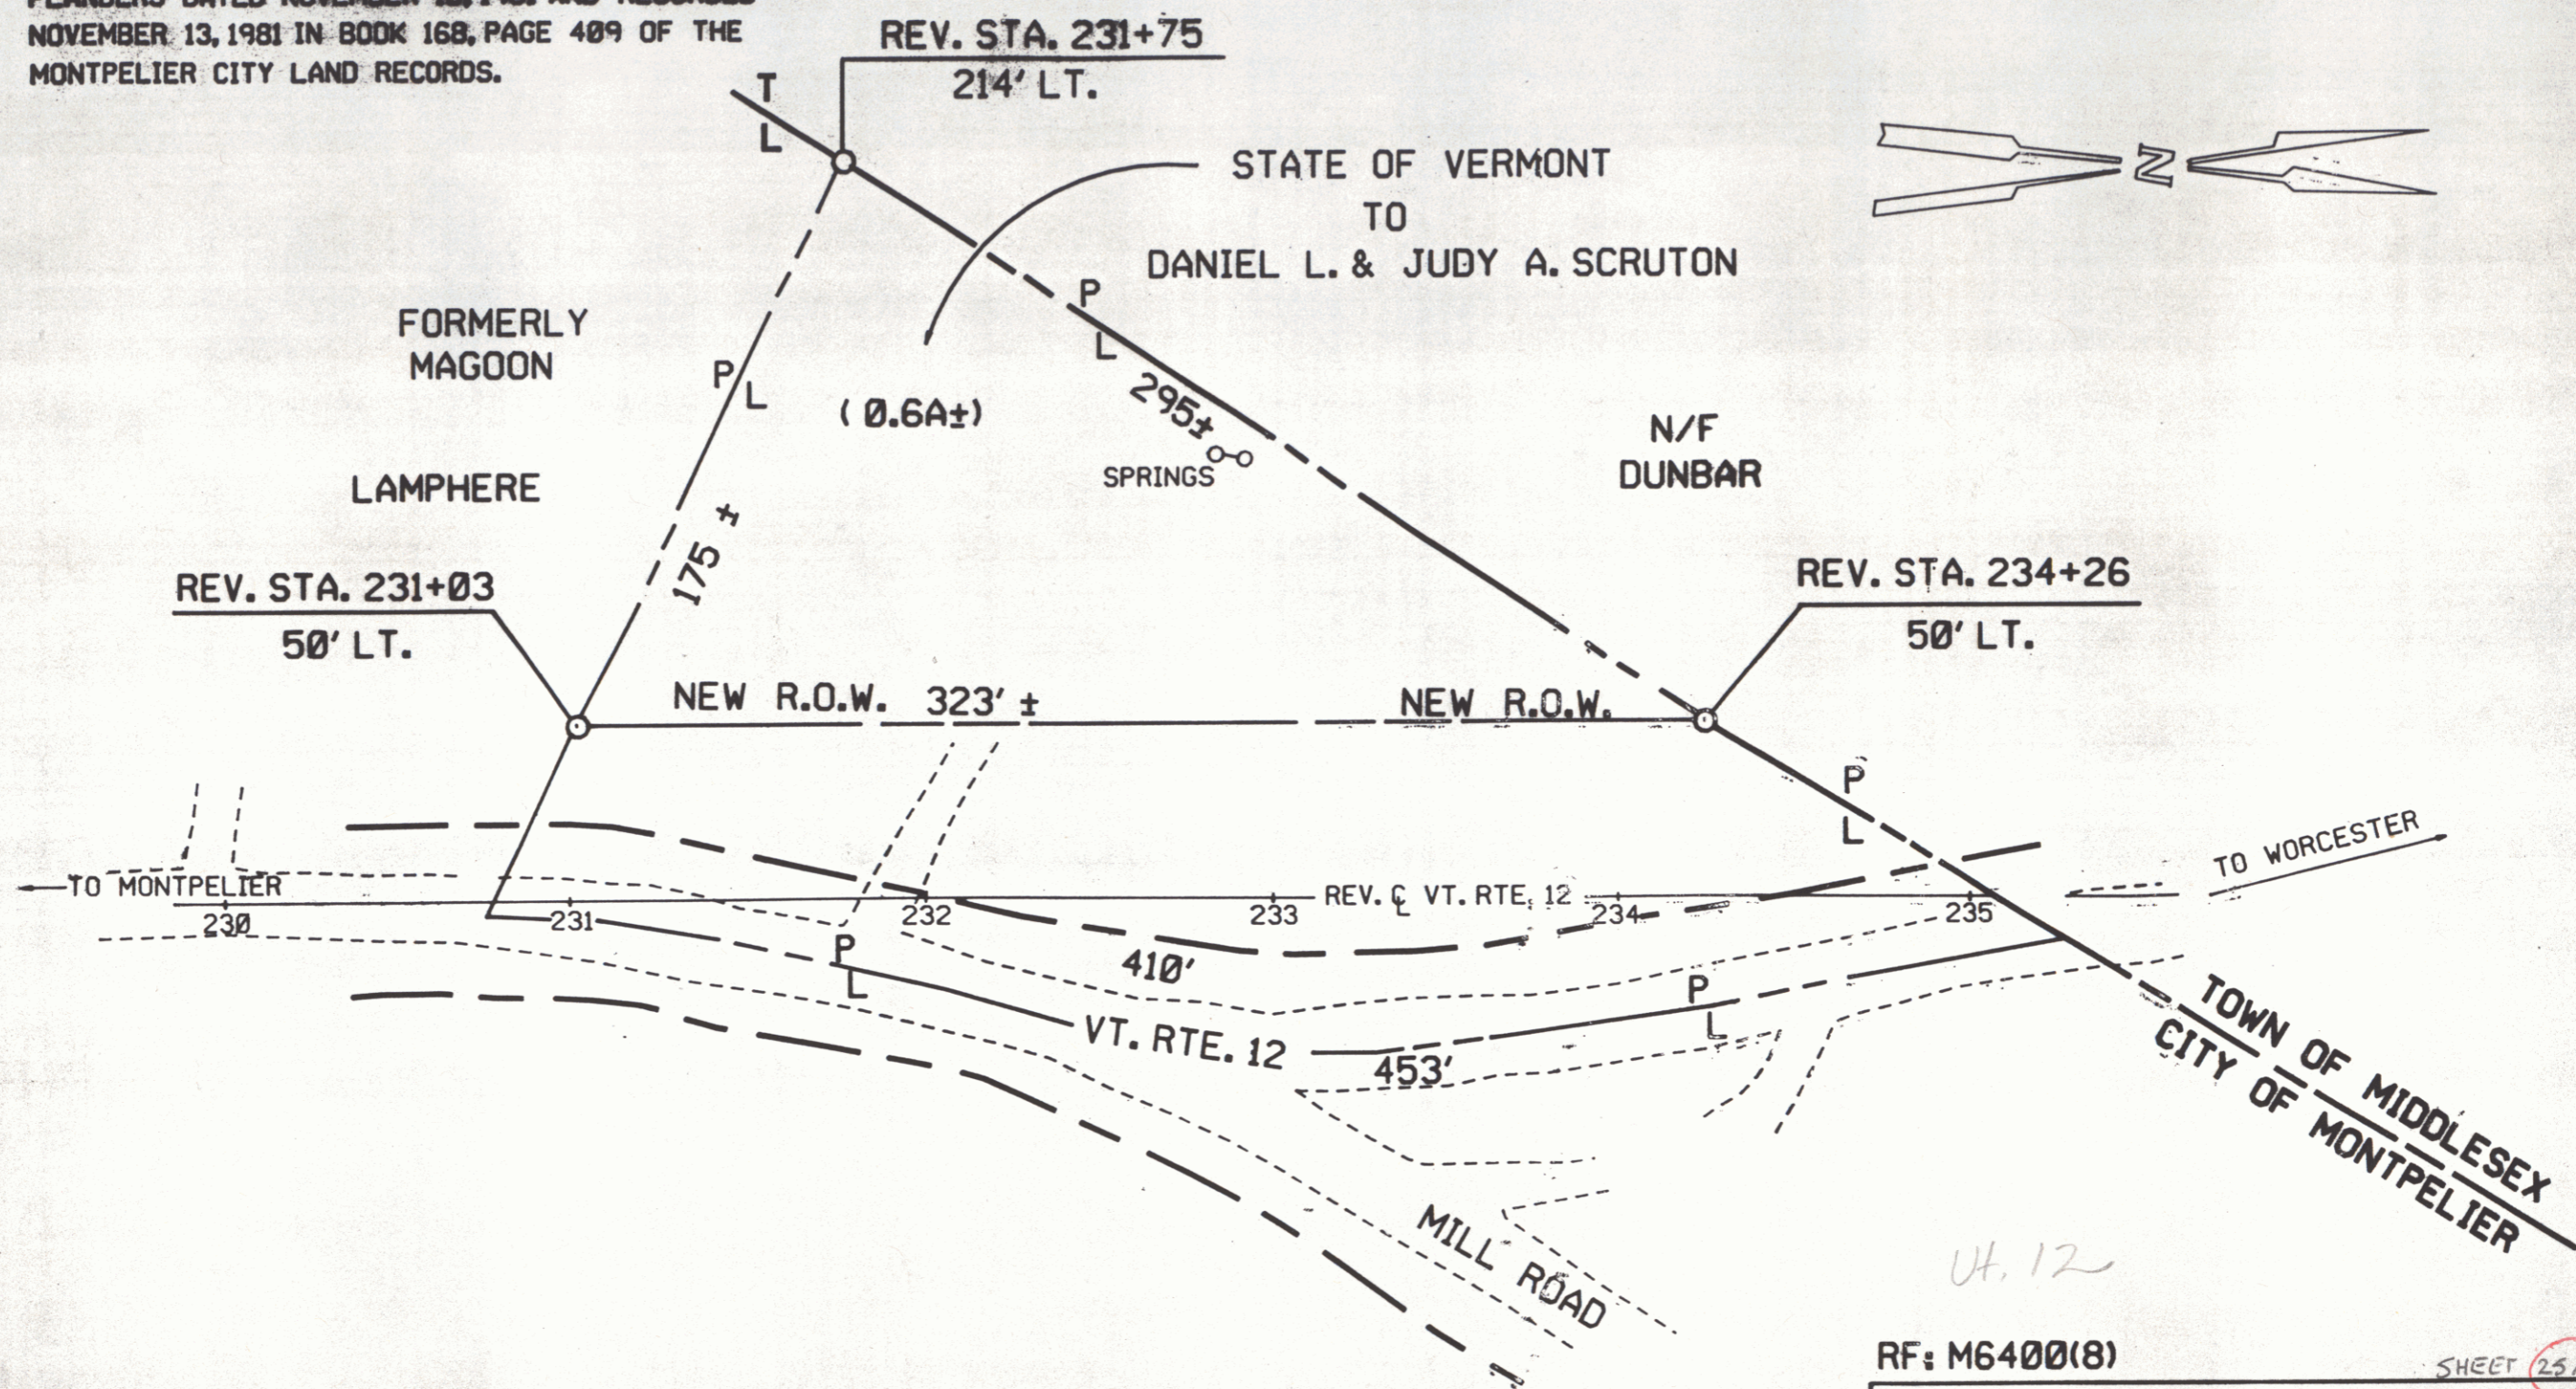 NOVEMBER 13, 1981 IN BOOK 168, PAGE 409 OF THE
MONTPELIER CITY LAND RECORDS.
REV. STA. 231+75
214' LT.
T
L
STATE OF VERMONT
TO
DANIEL L. & JUDY A. SCRUTON
N
FORMERLY
MAGOON
P
L
(0.6A±)
P
L
295±
SPRINGS
N/F
DUNBAR
LAMPHERE
175 ±
REV. STA. 231+03
50' LT.
REV. STA. 234+26
50' LT.
NEW R.O.W. 323' ±
NEW R.O.W.
P
L
TO MONTPELIER
TO WORCESTER
REV. ℄ VT. RTE. 12
230
231
232
233
234
235
P
L
410'
P
L
VT. RTE. 12
453'
TOWN OF MIDDLESEX
CITY OF MONTPELIER
MILL ROAD
Vt. 12
RF: M6400(8)
SHEET 25